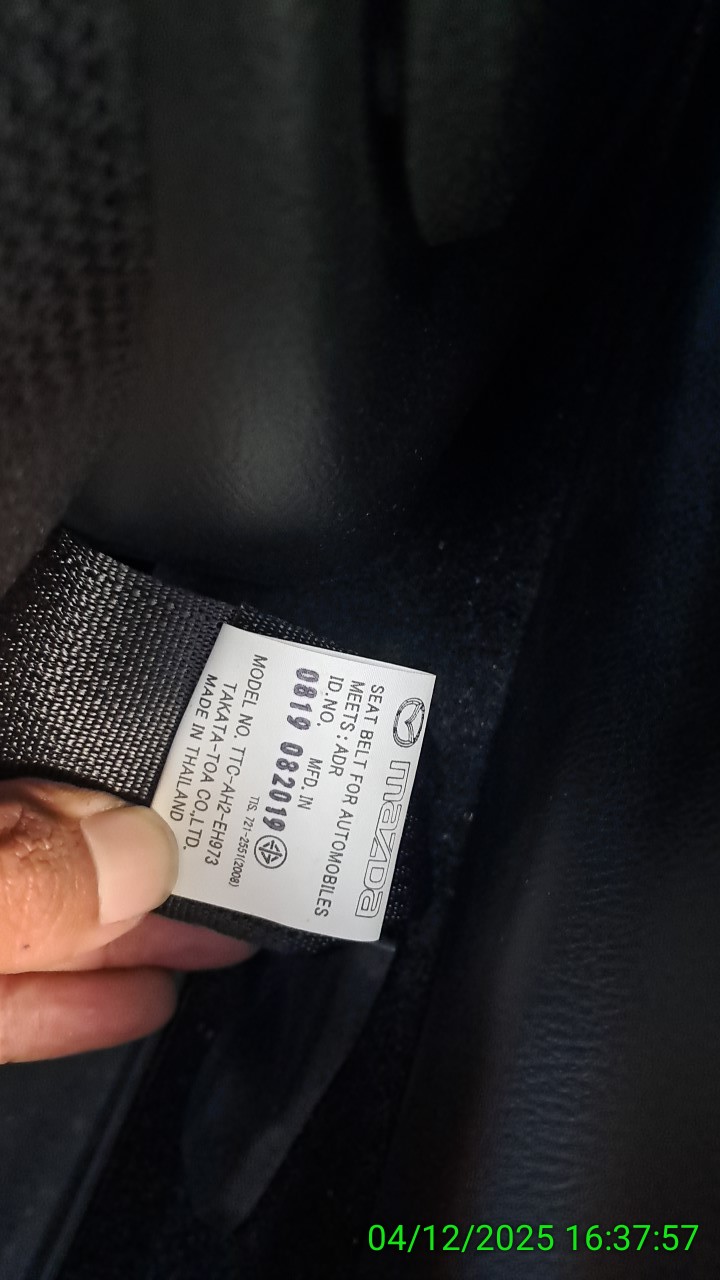 mazda
SEAT BELT FOR AUTOMOBILES
MEETS : ADR
ID.NO. MFD. IN
0819 082019
TIS. 721-2551(2008)
MODEL NO. TTC-AH2-EH973
TAKATA-TOA CO.,LTD.
MADE IN THAILAND
04/12/2025 16:37:57